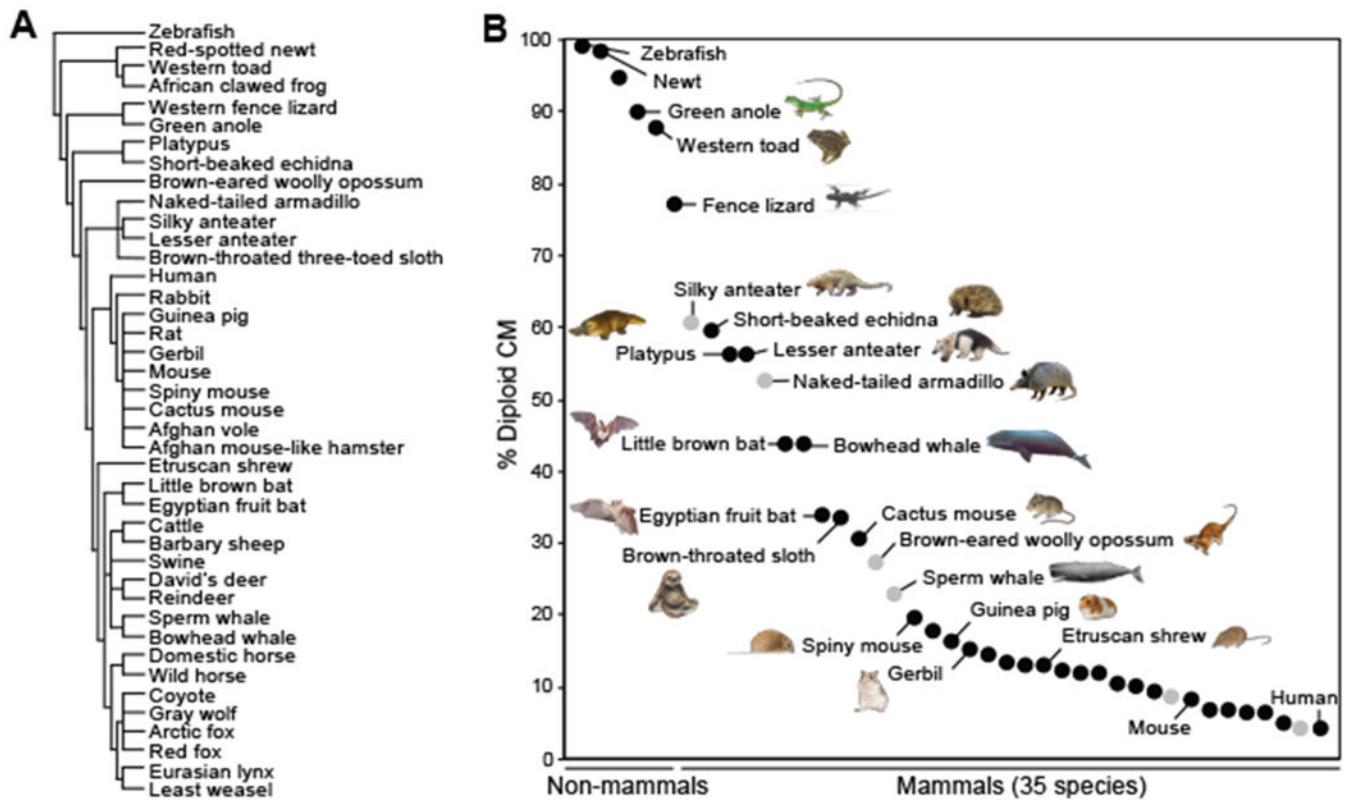 A
Zebrafish
Red-spotted newt
Western toad
African clawed frog
Western fence lizard
Green anole
Platypus
Short-beaked echidna
Brown-eared woolly opossum
Naked-tailed armadillo
Silky anteater
Lesser anteater
Brown-throated three-toed sloth
Human
Rabbit
Guinea pig
Rat
Gerbil
Mouse
Spiny mouse
Cactus mouse
Afghan vole
Afghan mouse-like hamster
Etruscan shrew
Little brown bat
Egyptian fruit bat
Cattle
Barbary sheep
Swine
David's deer
Reindeer
Sperm whale
Bowhead whale
Domestic horse
Wild horse
Coyote
Gray wolf
Arctic fox
Red fox
Eurasian lynx
Least weasel
B
% Diploid CM
100
90
80
70
60
50
40
30
20
10
0
Zebrafish
Newt
Green anole
Western toad
Fence lizard
Silky anteater
Short-beaked echidna
Platypus
Lesser anteater
Naked-tailed armadillo
Little brown bat
Bowhead whale
Egyptian fruit bat
Cactus mouse
Brown-throated sloth
Brown-eared woolly opossum
Sperm whale
Guinea pig
Spiny mouse
Etruscan shrew
Gerbil
Human
Mouse
Non-mammals
Mammals (35 species)